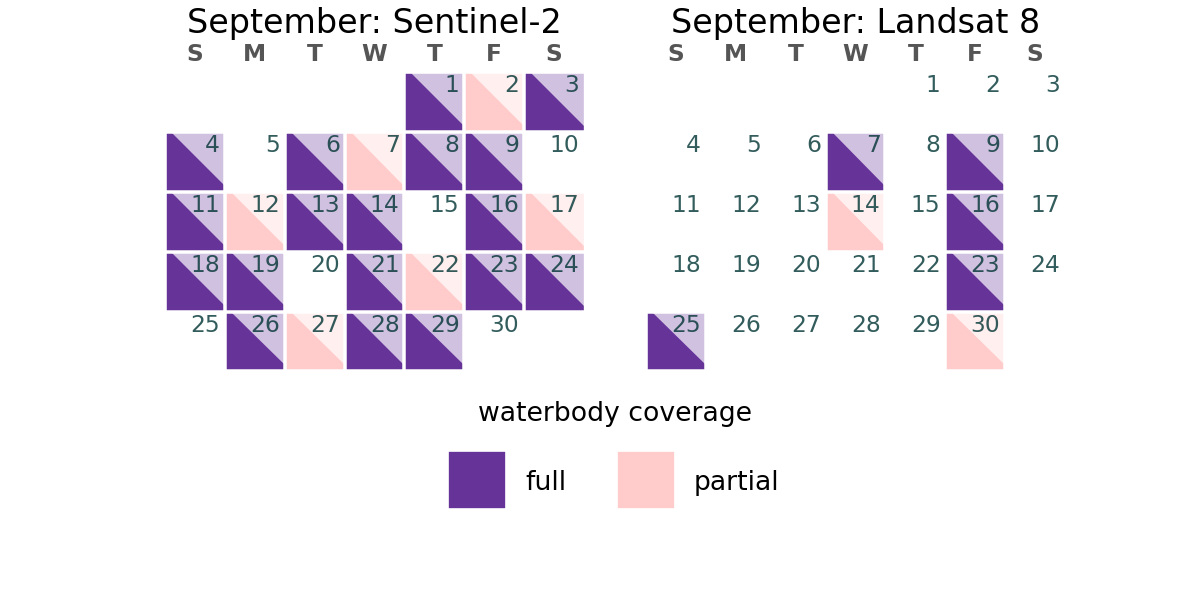 September: Sentinel-2
S M T W T F S
1 2 3
4 5 6 7 8 9 10
11 12 13 14 15 16 17
18 19 20 21 22 23 24
25 26 27 28 29 30
September: Landsat 8
S M T W T F S
1 2 3
4 5 6 7 8 9 10
11 12 13 14 15 16 17
18 19 20 21 22 23 24
25 26 27 28 29 30
waterbody coverage
full partial